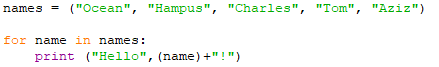 names = ("Ocean", "Hampus", "Charles", "Tom", "Aziz")
for name in names:
    print ("Hello",(name)+"!")